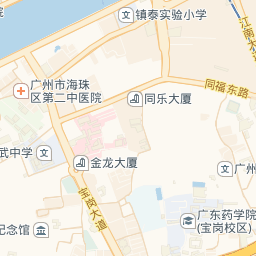 镇泰实验小学
江南大
广州市海珠
区第二中医院
同福东路
同乐大厦
武中学
金龙大厦
广州
宝岗大道
广东药学院
(宝岗校区)
纪念馆